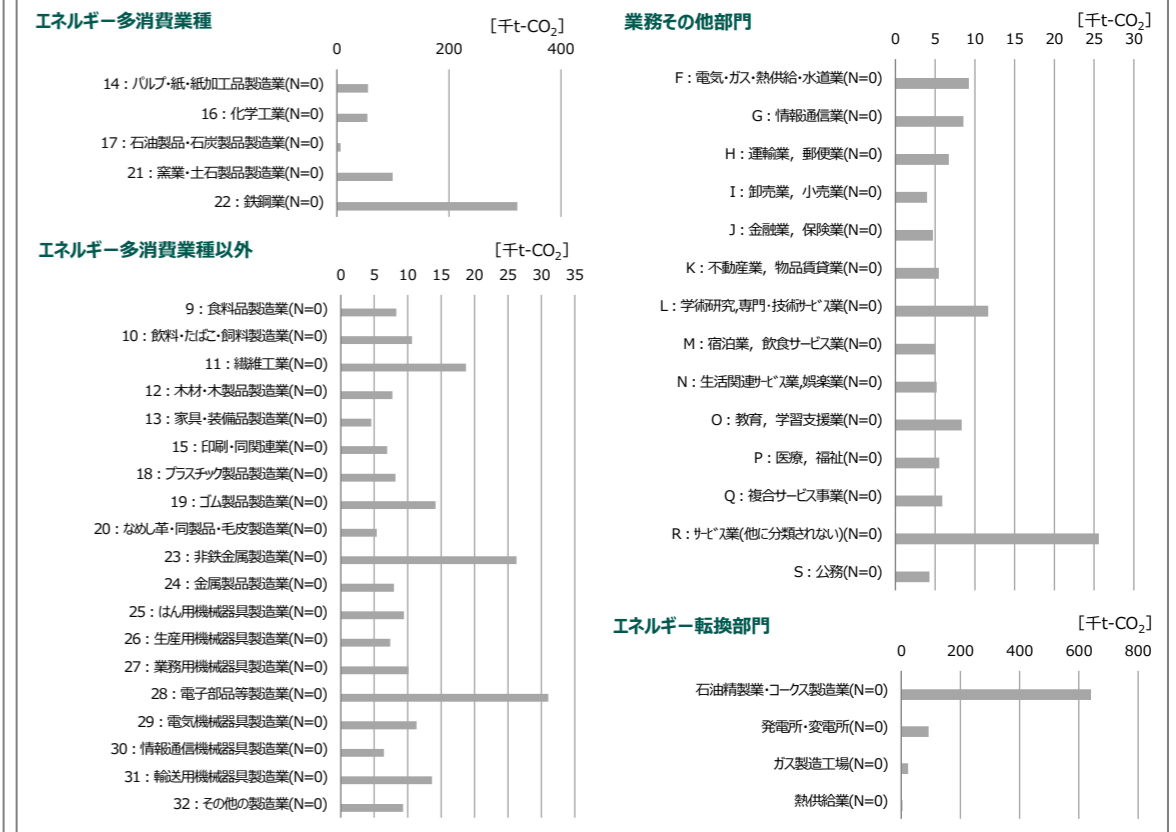 エネルギー多消費業種
[千t-CO₂]
0 200 400
14：パルプ・紙・紙加工品製造業(N=0)
16：化学工業(N=0)
17：石油製品・石炭製品製造業(N=0)
21：窯業・土石製品製造業(N=0)
22：鉄鋼業(N=0)
エネルギー多消費業種以外
[千t-CO₂]
0 5 10 15 20 25 30 35
9：食料品製造業(N=0)
10：飲料・たばこ・飼料製造業(N=0)
11：繊維工業(N=0)
12：木材・木製品製造業(N=0)
13：家具・装備品製造業(N=0)
15：印刷・同関連業(N=0)
18：プラスチック製品製造業(N=0)
19：ゴム製品製造業(N=0)
20：なめし革・同製品・毛皮製造業(N=0)
23：非鉄金属製造業(N=0)
24：金属製品製造業(N=0)
25：はん用機械器具製造業(N=0)
26：生産用機械器具製造業(N=0)
27：業務用機械器具製造業(N=0)
28：電子部品等製造業(N=0)
29：電気機械器具製造業(N=0)
30：情報通信機械器具製造業(N=0)
31：輸送用機械器具製造業(N=0)
32：その他の製造業(N=0)
業務その他部門
[千t-CO₂]
0 5 10 15 20 25 30
F：電気・ガス・熱供給・水道業(N=0)
G：情報通信業(N=0)
H：運輸業，郵便業(N=0)
I：卸売業，小売業(N=0)
J：金融業，保険業(N=0)
K：不動産業，物品賃貸業(N=0)
L：学術研究,専門・技術サービス業(N=0)
M：宿泊業，飲食サービス業(N=0)
N：生活関連サービス業,娯楽業(N=0)
O：教育，学習支援業(N=0)
P：医療，福祉(N=0)
Q：複合サービス事業(N=0)
R：サービス業(他に分類されない)(N=0)
S：公務(N=0)
エネルギー転換部門
[千t-CO₂]
0 200 400 600 800
石油精製業・コークス製造業(N=0)
発電所・変電所(N=0)
ガス製造工場(N=0)
熱供給業(N=0)